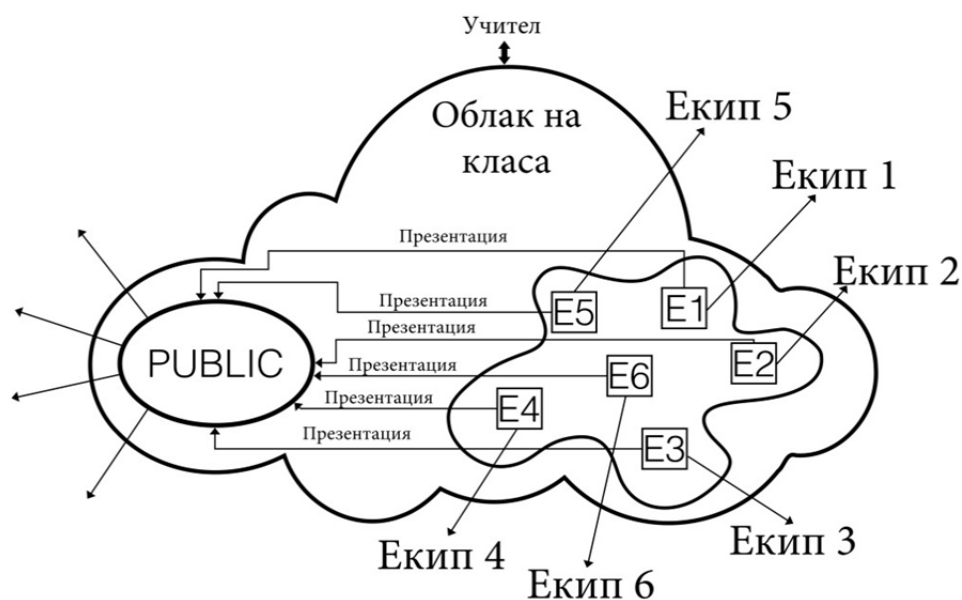 Учител
Облак на
класа
Екип 5
Екип 1
Презентация
Екип 2
Презентация
E5
E1
Презентация
PUBLIC
E2
Презентация
E6
Презентация
E4
Презентация
E3
Екип 4
Екип 3
Екип 6